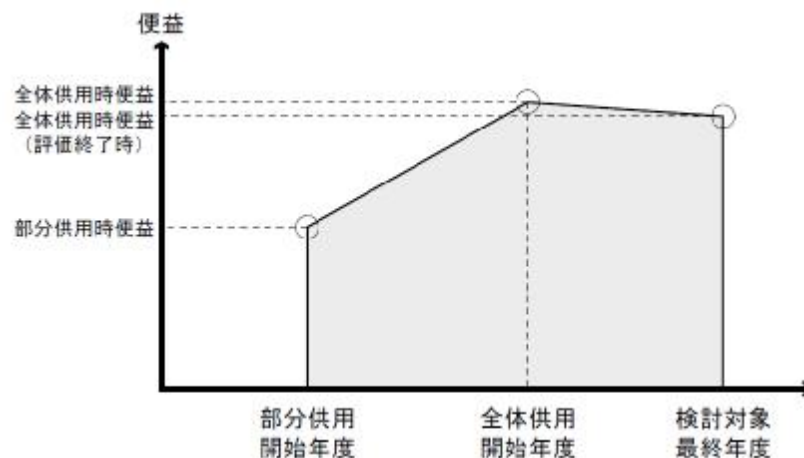 便益
全体供用時便益
全体供用時便益
（評価終了時）
部分供用時便益
部分供用
開始年度
全体供用
開始年度
検討対象
最終年度